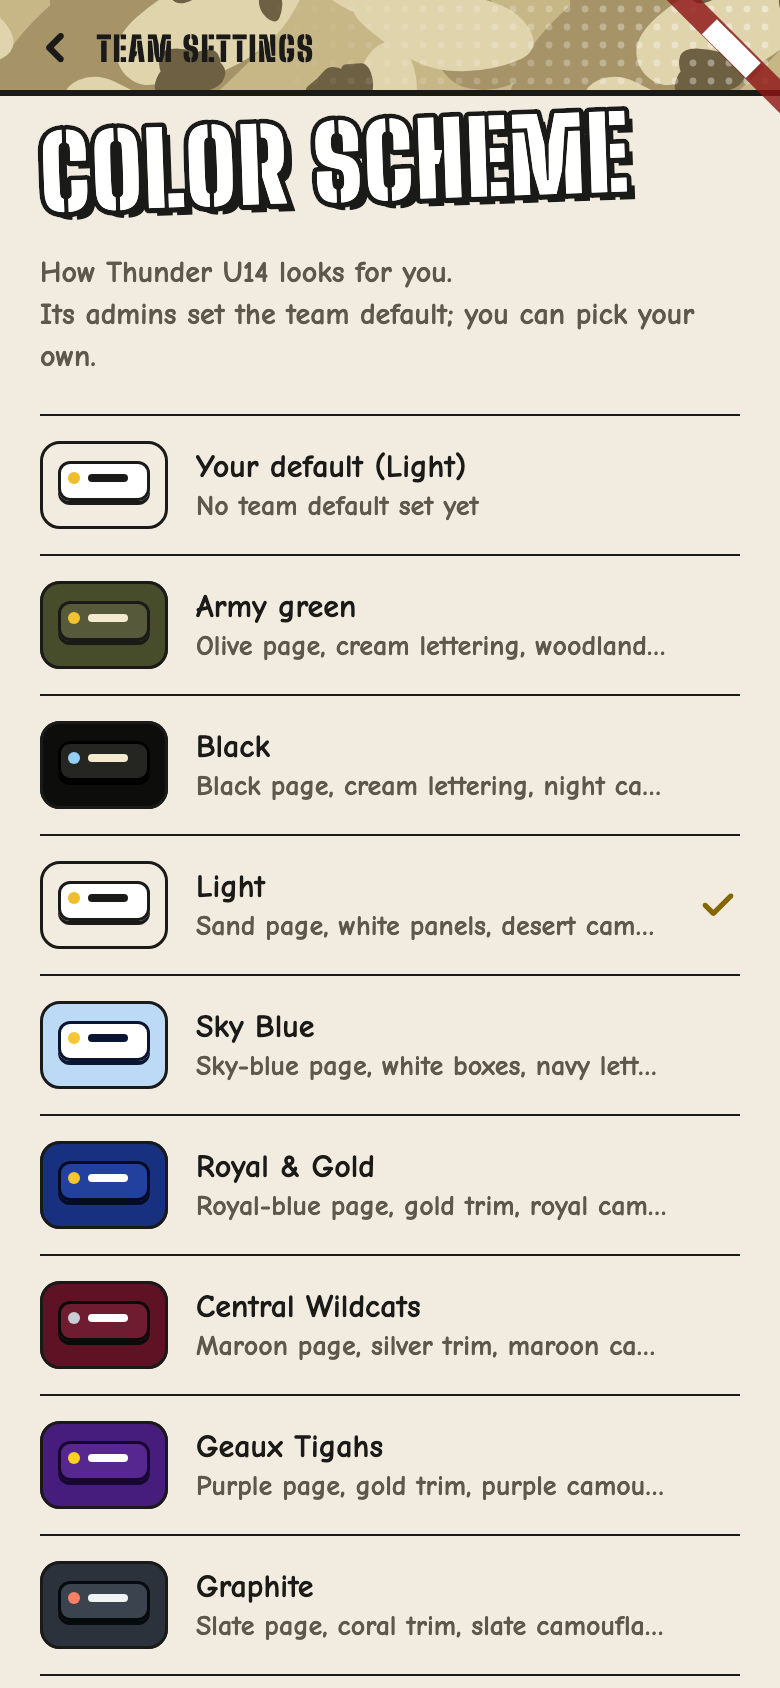 TEAM SETTINGS
COLOR SCHEME
How Thunder U14 looks for you.
Its admins set the team default; you can pick your
own.
Your default (Light)
No team default set yet
Army green
Olive page, cream lettering, woodland...
Black
Black page, cream lettering, night ca...
Light
Sand page, white panels, desert cam...
Sky Blue
Sky-blue page, white boxes, navy lett...
Royal & Gold
Royal-blue page, gold trim, royal cam...
Central Wildcats
Maroon page, silver trim, maroon ca...
Geaux Tigahs
Purple page, gold trim, purple camou...
Graphite
Slate page, coral trim, slate camoufla...